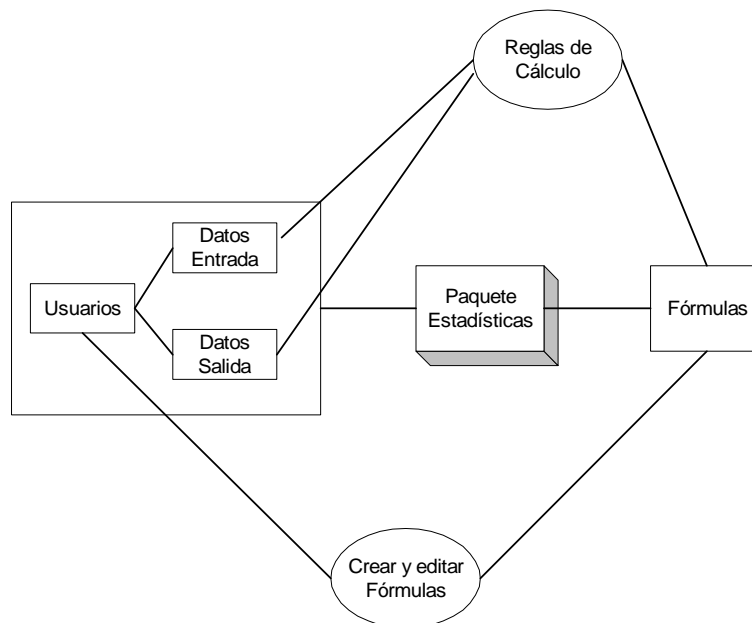 Reglas de
Cálculo
Datos
Entrada
Usuarios
Datos
Salida
Paquete
Estadísticas
Fórmulas
Crear y editar
Fórmulas